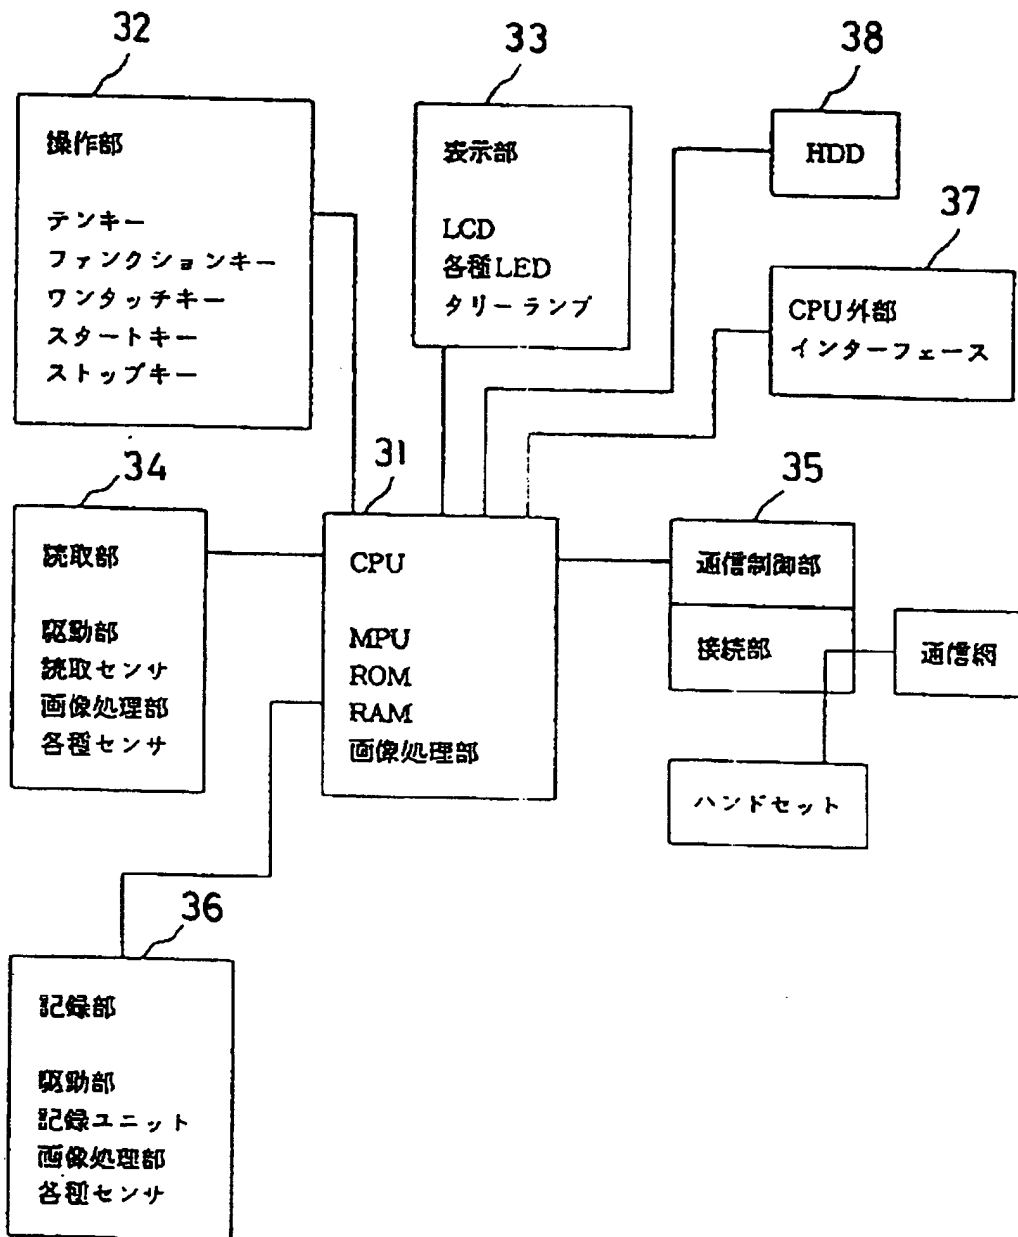 32
操作部
テンキー
ファンクションキー
ワンタッチキー
スタートキー
ストップキー
33
表示部
LCD
各種LED
タリーランプ
38
HDD
37
CPU外部
インターフェース
34
読取部
駆動部
読取センサ
画像処理部
各種センサ
31
CPU
MPU
ROM
RAM
画像処理部
35
通信制御部
接続部
通信網
ハンドセット
36
記録部
駆動部
記録ユニット
画像処理部
各種センサ